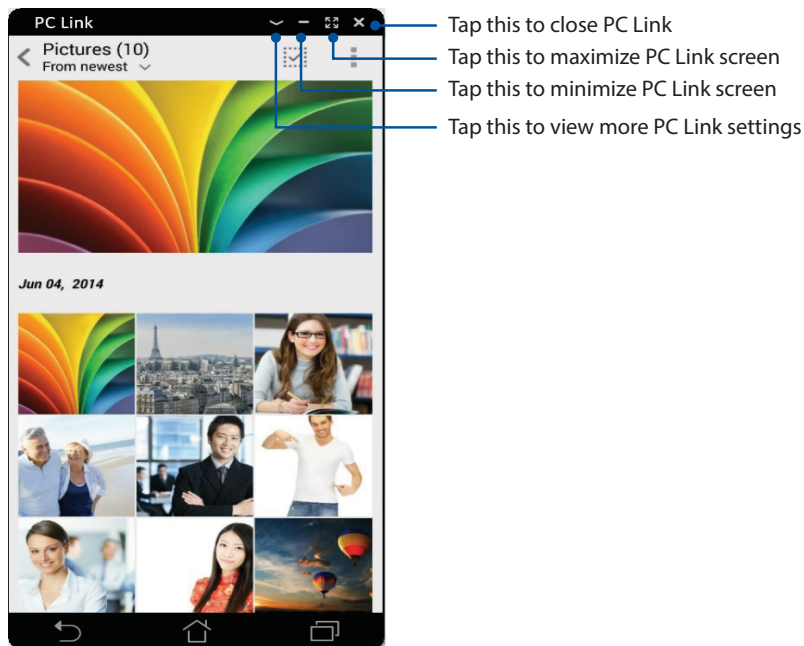 PC Link
Tap this to close PC Link
Pictures (10)
From newest
Tap this to maximize PC Link screen
Tap this to minimize PC Link screen
Tap this to view more PC Link settings
Jun 04, 2014